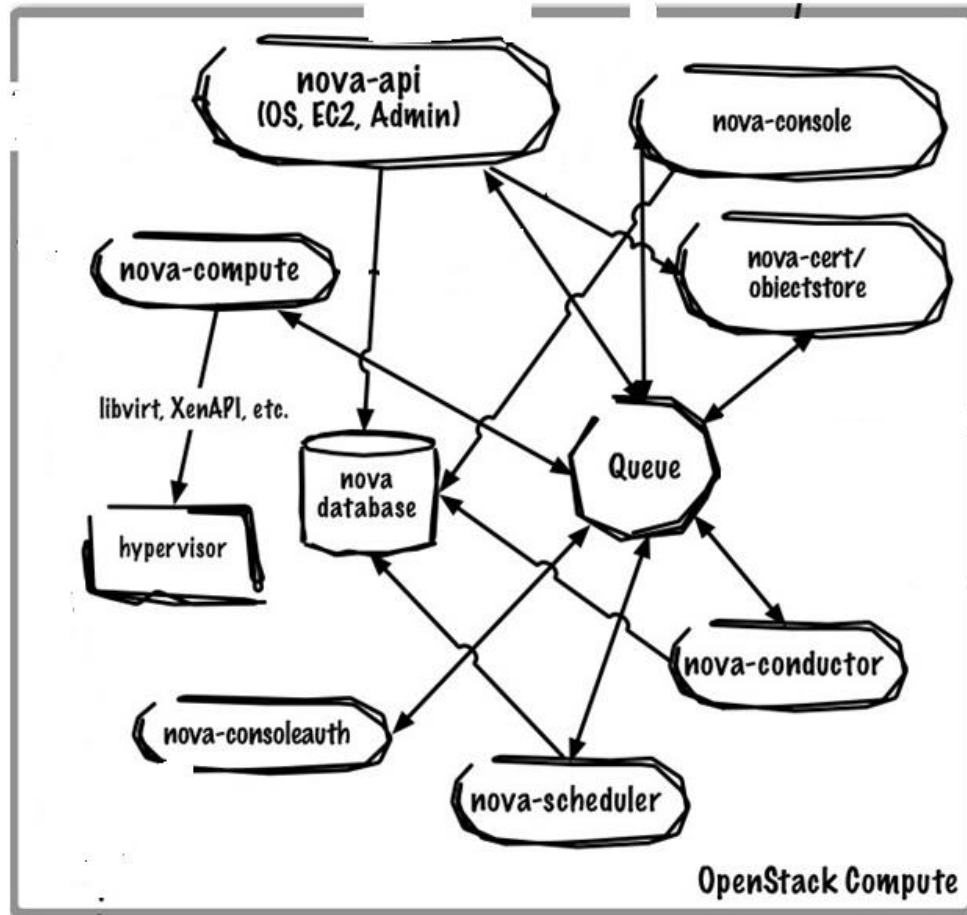 nova-api
(OS, EC2, Admin)
nova-console
nova-compute
nova-cert/
objectstore
libvirt, XenAPI, etc.
nova
database
Queue
hypervisor
nova-conductor
nova-consoleauth
nova-scheduler
OpenStack Compute